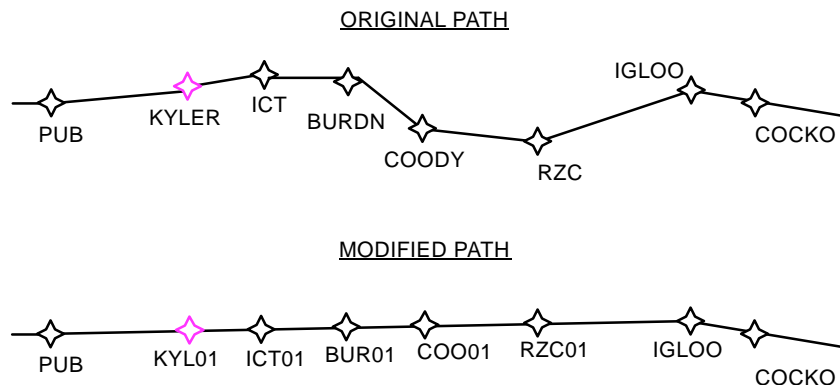 ORIGINAL PATH
IGLOO
PUB
KYLER
ICT
BURDN
COODY
RZC
COCKO
MODIFIED PATH
PUB
KYL01
ICT01
BUR01
COO01
RZC01
IGLOO
COCKO